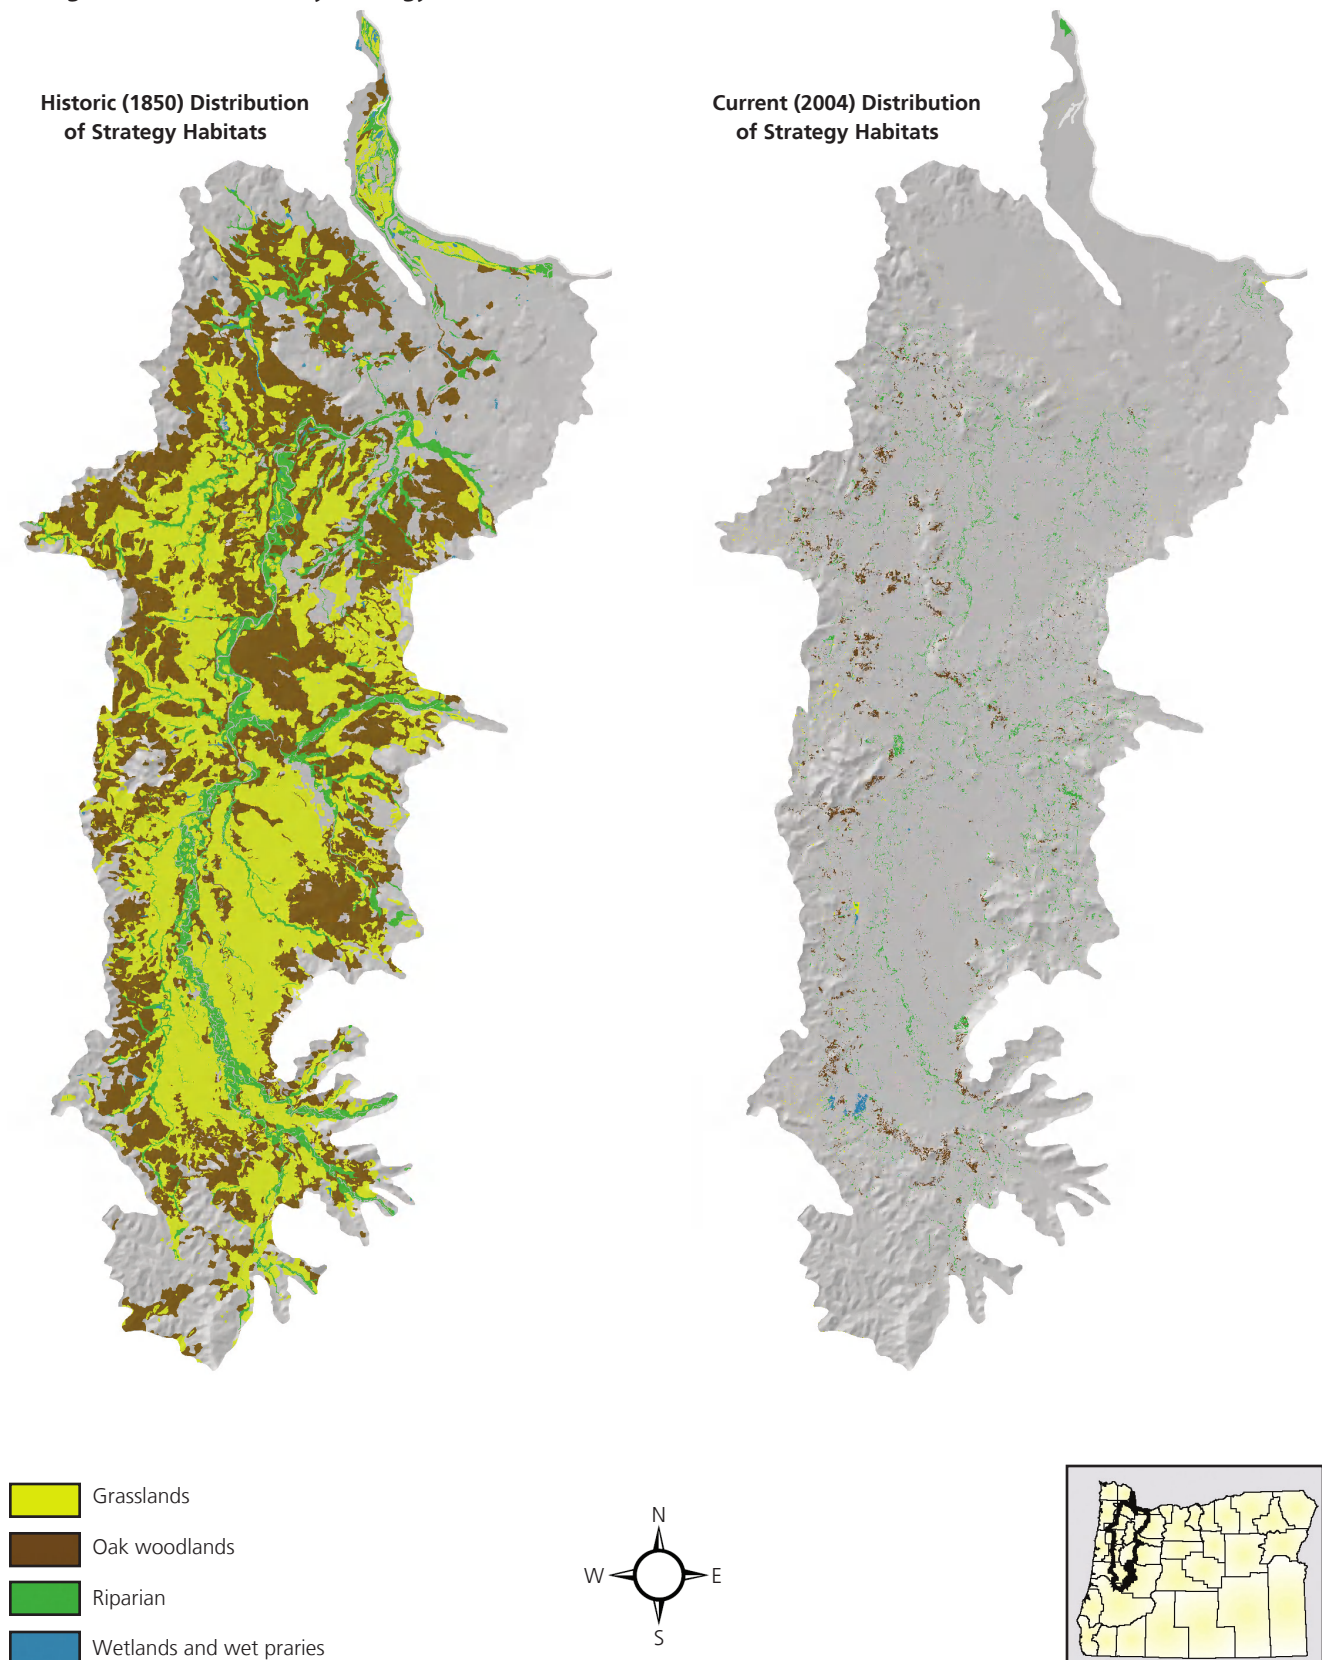 Historic (1850) Distribution
of Strategy Habitats
Current (2004) Distribution
of Strategy Habitats
Grasslands
Oak woodlands
Riparian
Wetlands and wet praries
N
W
E
S